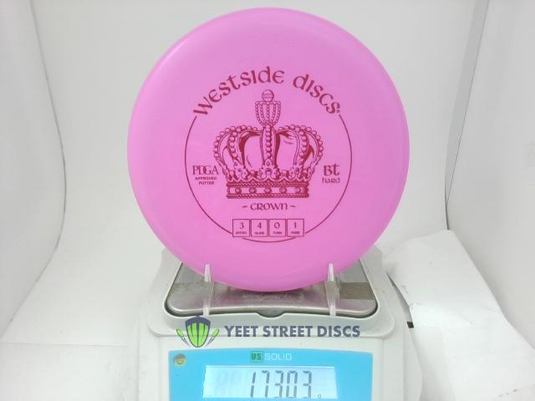 WESTSIDE DISCS
PDGA
APPROVED
PUTTER
BT
hard
~ CROWN ~
3 4 0 1
SPEED GLIDE TURN FADE
YEET STREET DISCS
US SOLID
173.03 g